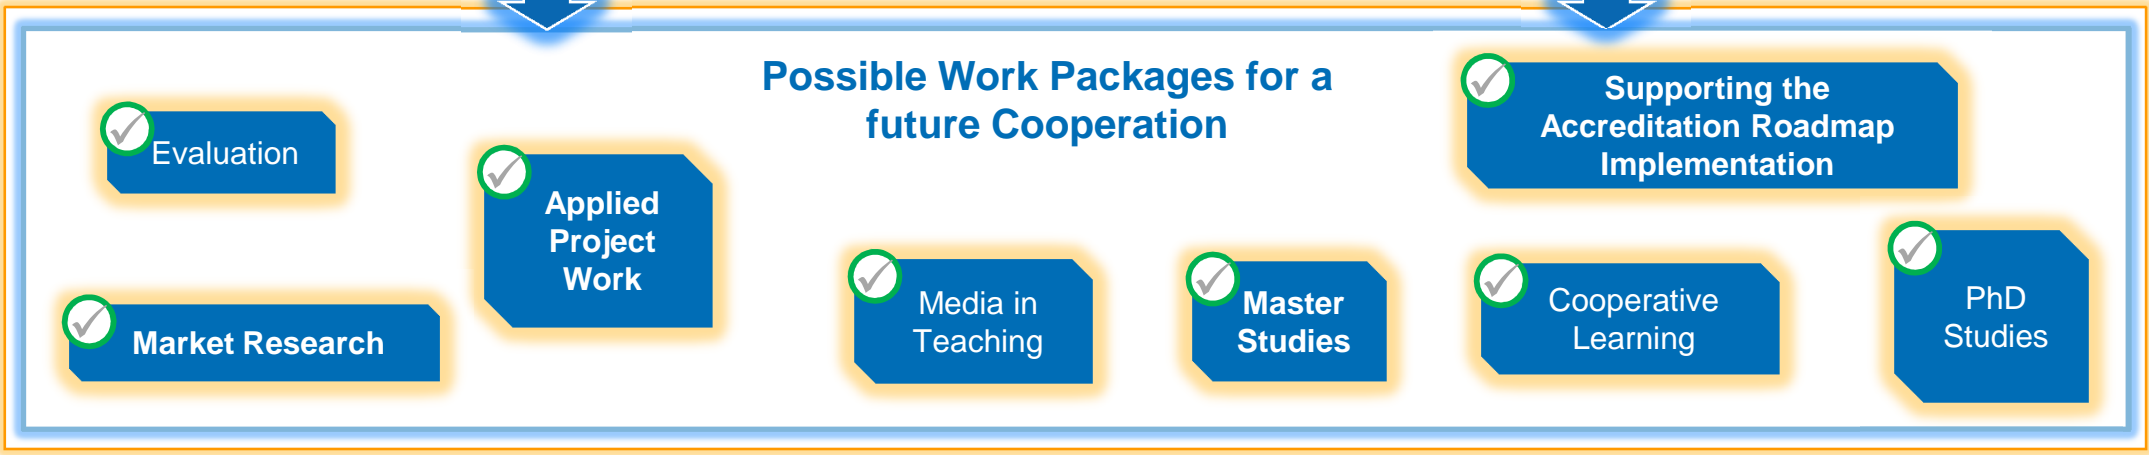 Possible Work Packages for a
future Cooperation
Evaluation
Market Research
Applied
Project
Work
Media in
Teaching
Master
Studies
Supporting the
Accreditation Roadmap
Implementation
Cooperative
Learning
PhD
Studies